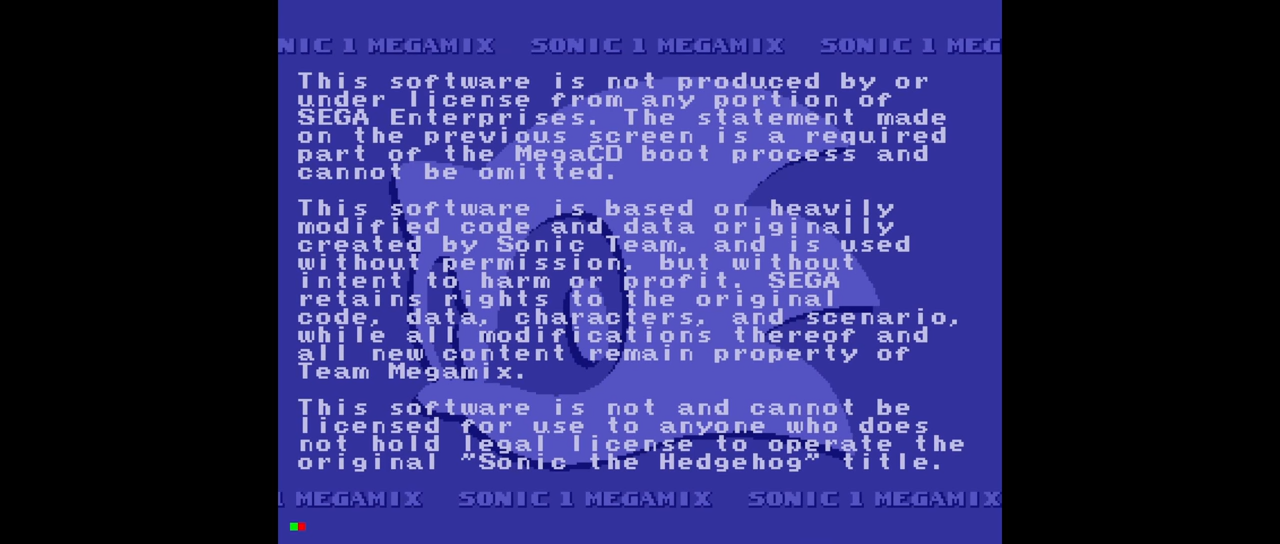 NIC 1 MEGAMIX SONIC 1 MEGAMIX SONIC 1 MEG
This software is not produced by or
under license from any portion of
SEGA Enterprises. The statement made
on the previous screen is a required
part of the MegaCD boot process and
cannot be omitted.
This software is based on heavily
modified code and data originally
created by Sonic Team, and is used
without permission, but without
intent to harm or profit. SEGA
retains rights to the original
code, data, characters, and scenario,
while all modifications thereof and
all new content remain property of
Team Megamix.
This software is not and cannot be
licensed for use to anyone who does
not hold legal license to operate the
original "Sonic the Hedgehog" title.
1 MEGAMIX SONIC 1 MEGAMIX SONIC 1 MEGAMIX